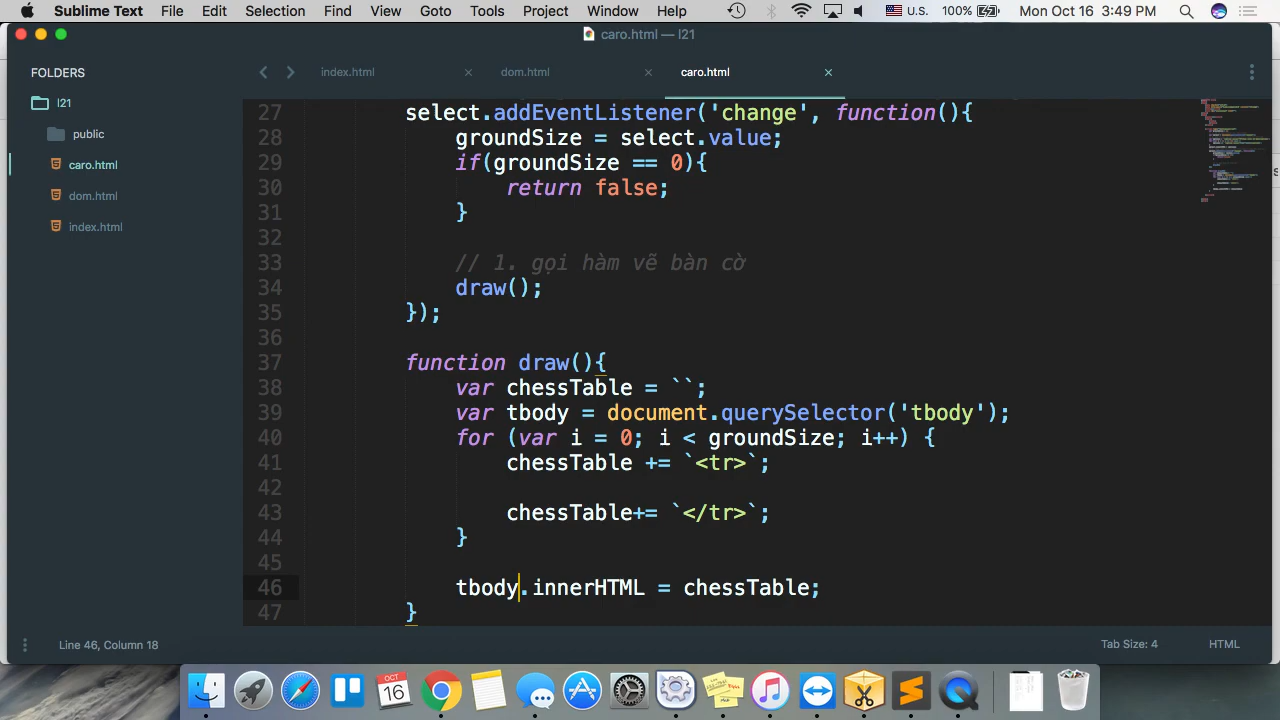 Sublime Text File Edit Selection Find View Goto Tools Project Window Help U.S. 100% Mon Oct 16 3:49 PM
caro.html — l21
FOLDERS
l21
public
caro.html
dom.html
index.html
index.html × dom.html × caro.html ×
27 select.addEventListener('change', function(){
28 groundSize = select.value;
29 if(groundSize == 0){
30 return false;
31 }
32
33 // 1. gọi hàm vẽ bàn cờ
34 draw();
35 });
36
37 function draw(){
38 var chessTable = ``;
39 var tbody = document.querySelector('tbody');
40 for (var i = 0; i < groundSize; i++) {
41 chessTable += `<tr>`;
42
43 chessTable+= `</tr>`;
44 }
45
46 tbody.innerHTML = chessTable;
47 }
Line 46, Column 18 Tab Size: 4 HTML
OCT
16